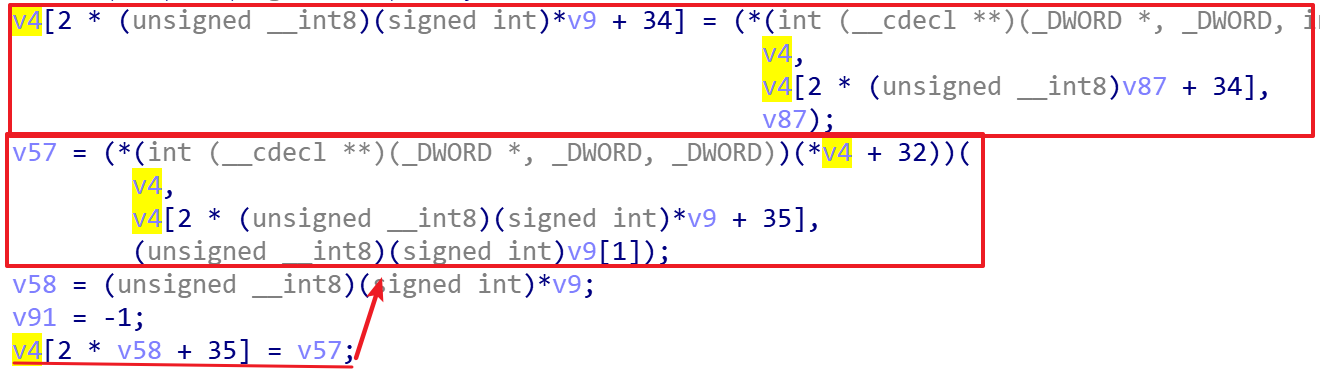 v4[2 * (unsigned __int8)(signed int)*v9 + 34] = (*(int (__cdecl **)(_DWORD *, _DWORD,
v4,
v4[2 * (unsigned __int8)v87 + 34],
v87);
v57 = (*(int (__cdecl **)(_DWORD *, _DWORD, _DWORD))(*v4 + 32))(
v4,
v4[2 * (unsigned __int8)(signed int)*v9 + 35],
(unsigned __int8)(signed int)v9[1]);
v58 = (unsigned __int8)(signed int)*v9;
v91 = -1;
v4[2 * v58 + 35] = v57;